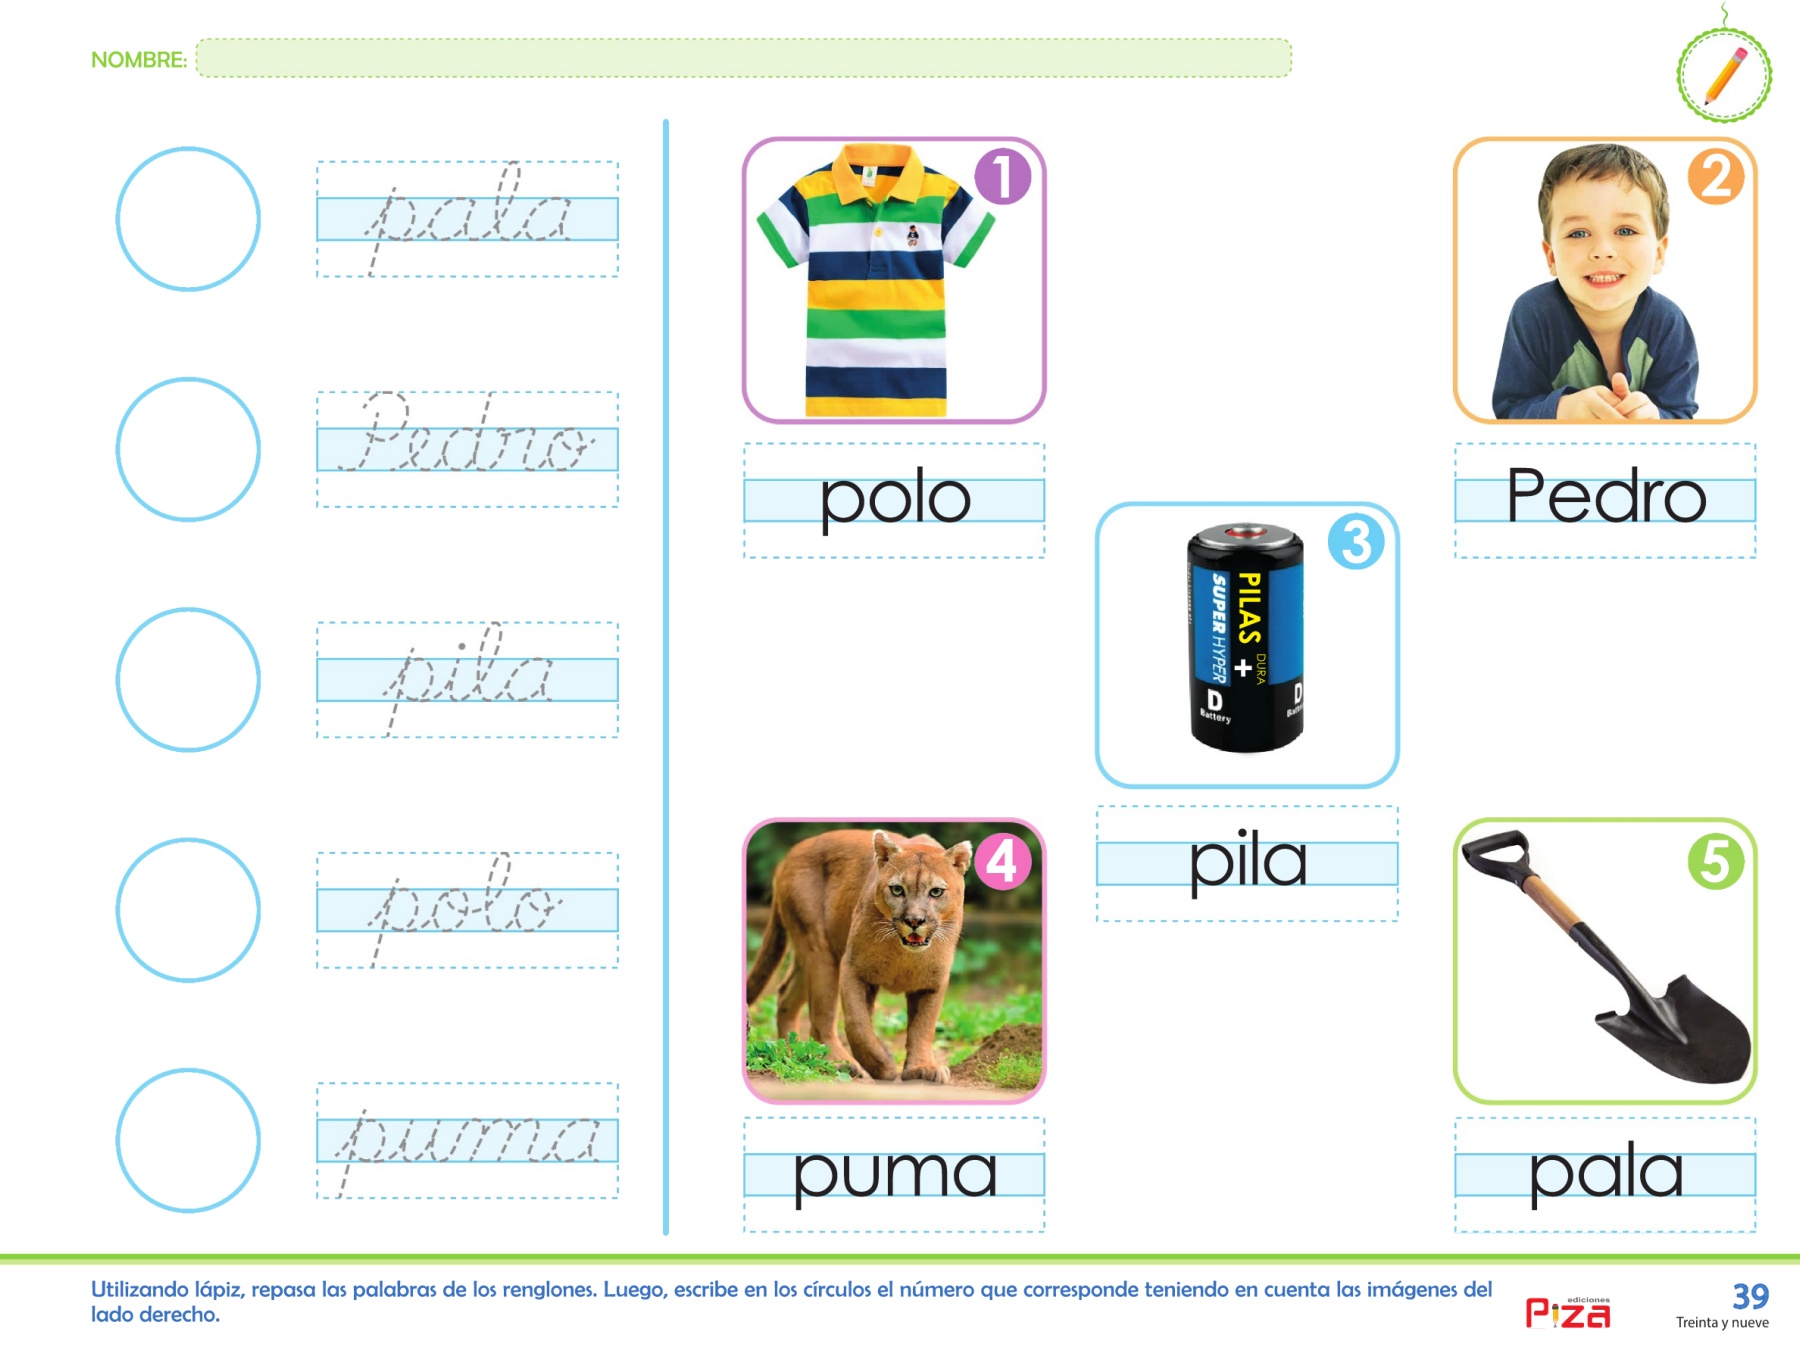 NOMBRE:
pala
Pedro
pila
polo
puma
1
polo
2
Pedro
3
PILAS
SUPER HYPER
+ DURA
D
Battery
D
pila
4
puma
5
pala
Utilizando lápiz, repasa las palabras de los renglones. Luego, escribe en los círculos el número que corresponde teniendo en cuenta las imágenes del
lado derecho.
ediciones
Piza
39
Treinta y nueve